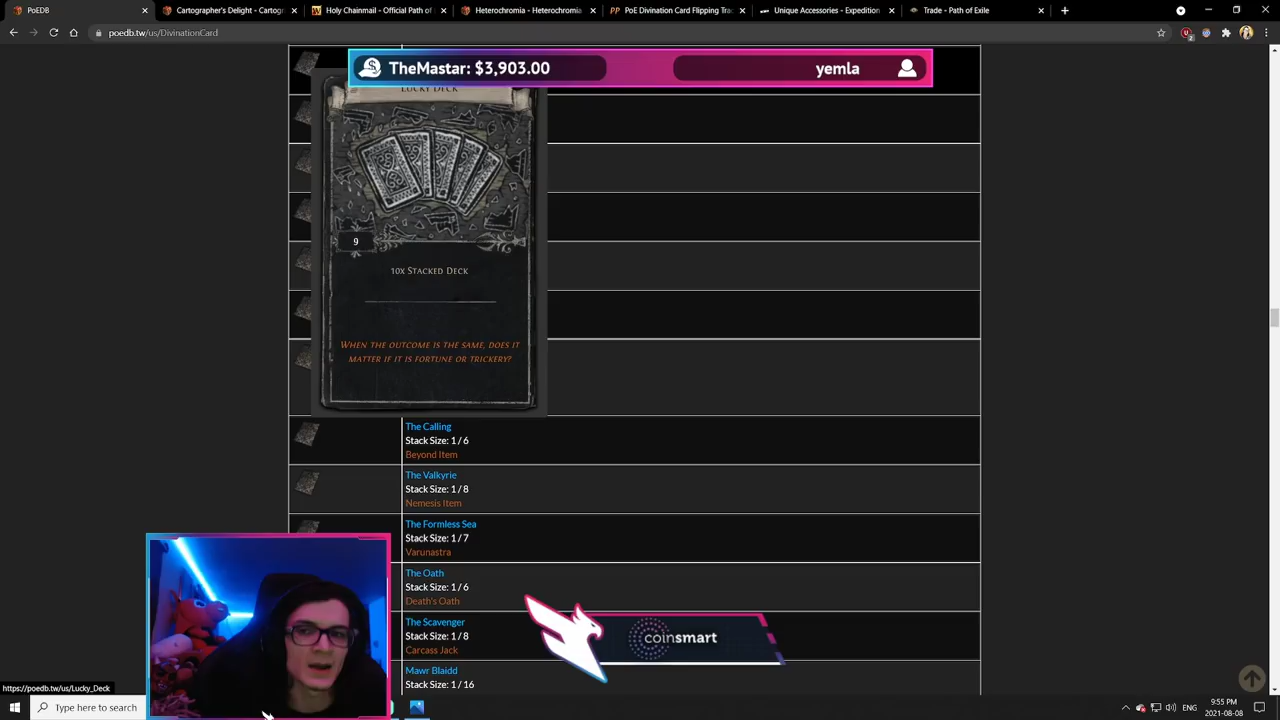 PoEDB
Cartographer's Delight - Cartogr
Holy Chainmail - Official Path of
Heterochromia - Heterochromia
PoE Divination Card Flipping Trac
Unique Accessories - Expedition
Trade - Path of Exile
poedb.tw/us/DivinationCard
TheMastar: $3,903.00
yemla
LUCKY DECK
9
10X STACKED DECK
WHEN THE OUTCOME IS THE SAME, DOES IT
MATTER IF IT IS FORTUNE OR TRICKERY?
The Calling
Stack Size: 1 / 6
Beyond Item
The Valkyrie
Stack Size: 1 / 8
Nemesis Item
The Formless Sea
Stack Size: 1 / 7
Varunastra
The Oath
Stack Size: 1 / 6
Death's Oath
The Scavenger
Stack Size: 1 / 8
Carcass Jack
coinsmart
Mawr Blaidd
Stack Size: 1 / 16
https://poedb.tw/us/Lucky_Deck
Type here to search
ENG
9:55 PM
2021-08-08